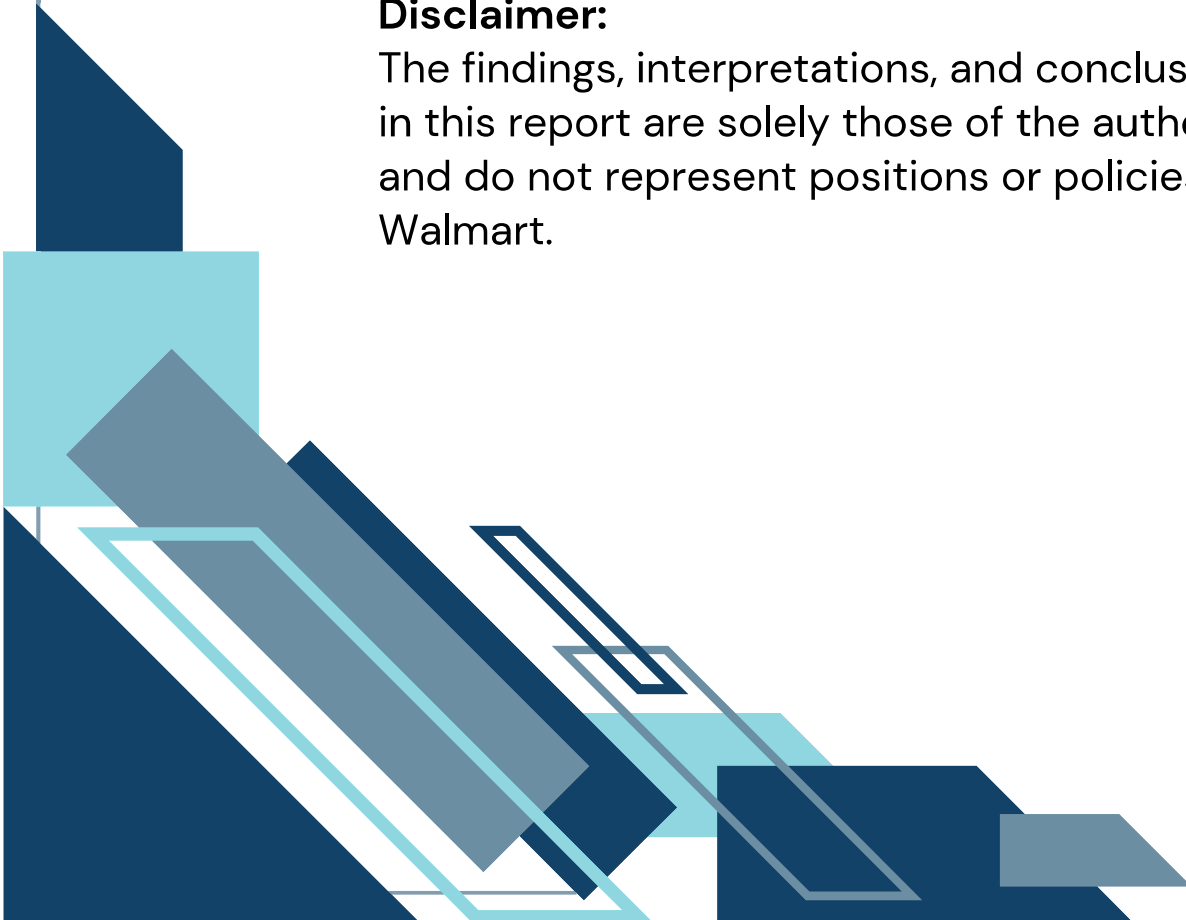 Disclaimer:
The findings, interpretations, and
in this report are solely those of the
and do not represent positions or
Walmart.